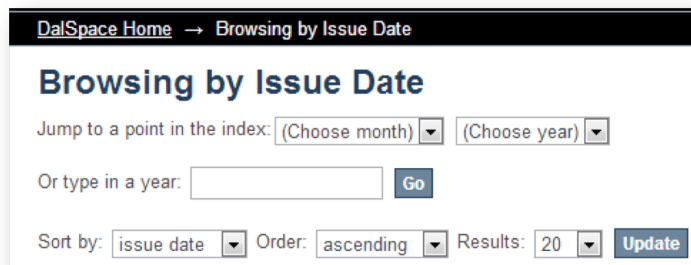 DalSpace Home → Browsing by Issue Date
Browsing by Issue Date
Jump to a point in the index: (Choose month) (Choose year)
Or type in a year: Go
Sort by: issue date Order: ascending Results: 20 Update